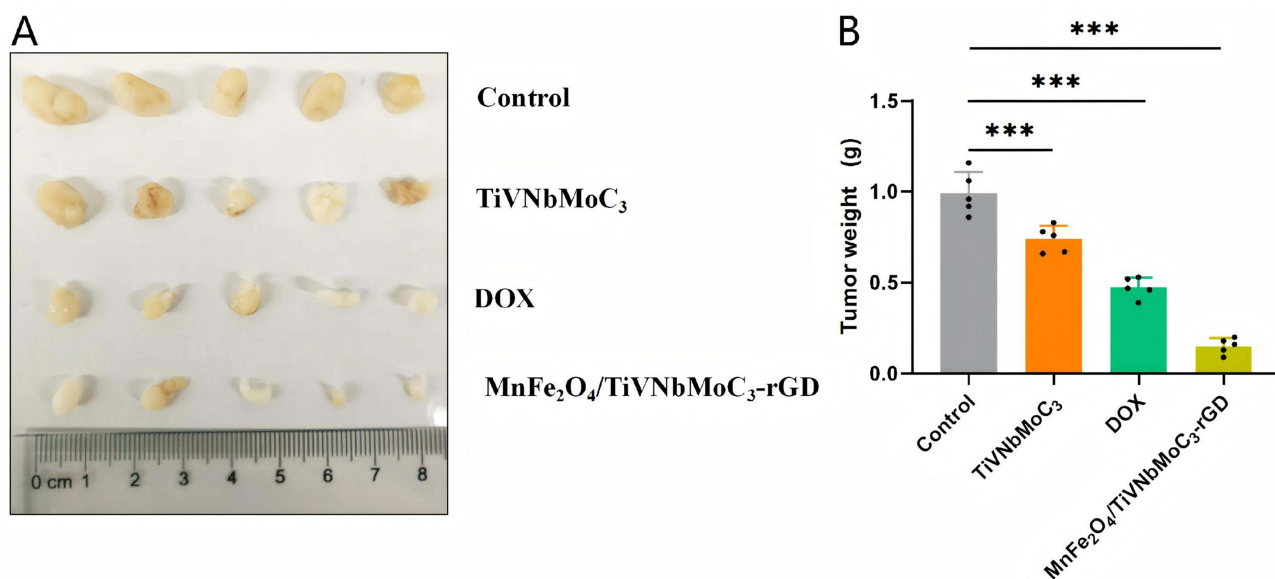 A
Control
TiVNbMoC₃
DOX
MnFe₂O₄/TiVNbMoC₃-rGD
0 cm 1 2 3 4 5 6 7 8
B
***
***
***
1.5
1.0
0.5
0.0
Tumor weight (g)
Control
TiVNbMoC₃
DOX
MnFe₂O₄/TiVNbMoC₃-rGD